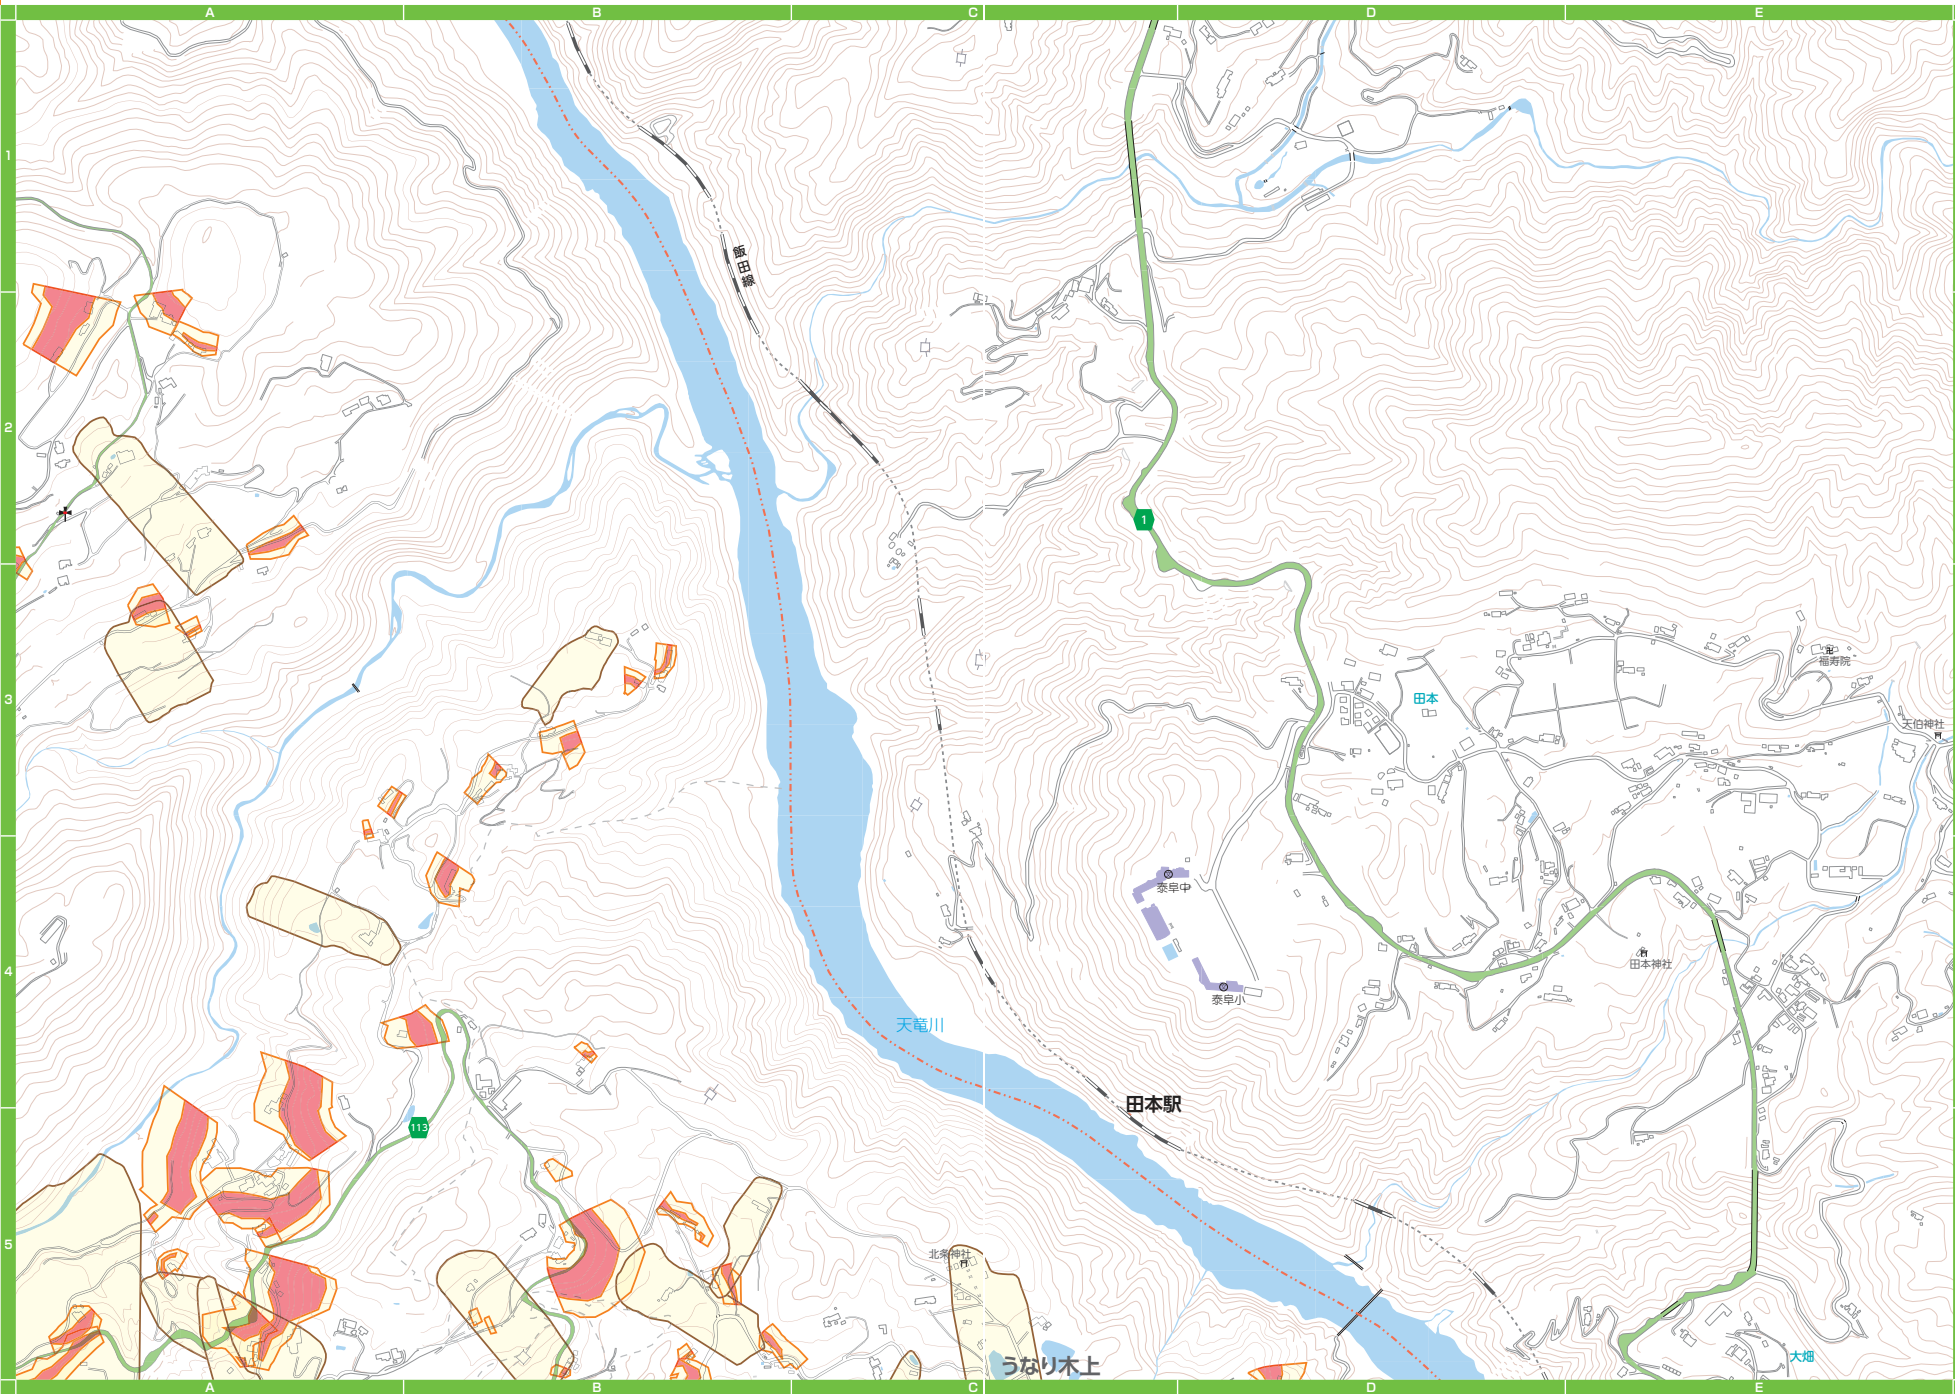 A B C D E
1
飯田線
2
1
3
福寿院
田本
天伯神社
泰阜中
4
田本神社
泰阜小
天竜川
田本駅
113
5
北条神社
うなり木上
大畑
A B C D E